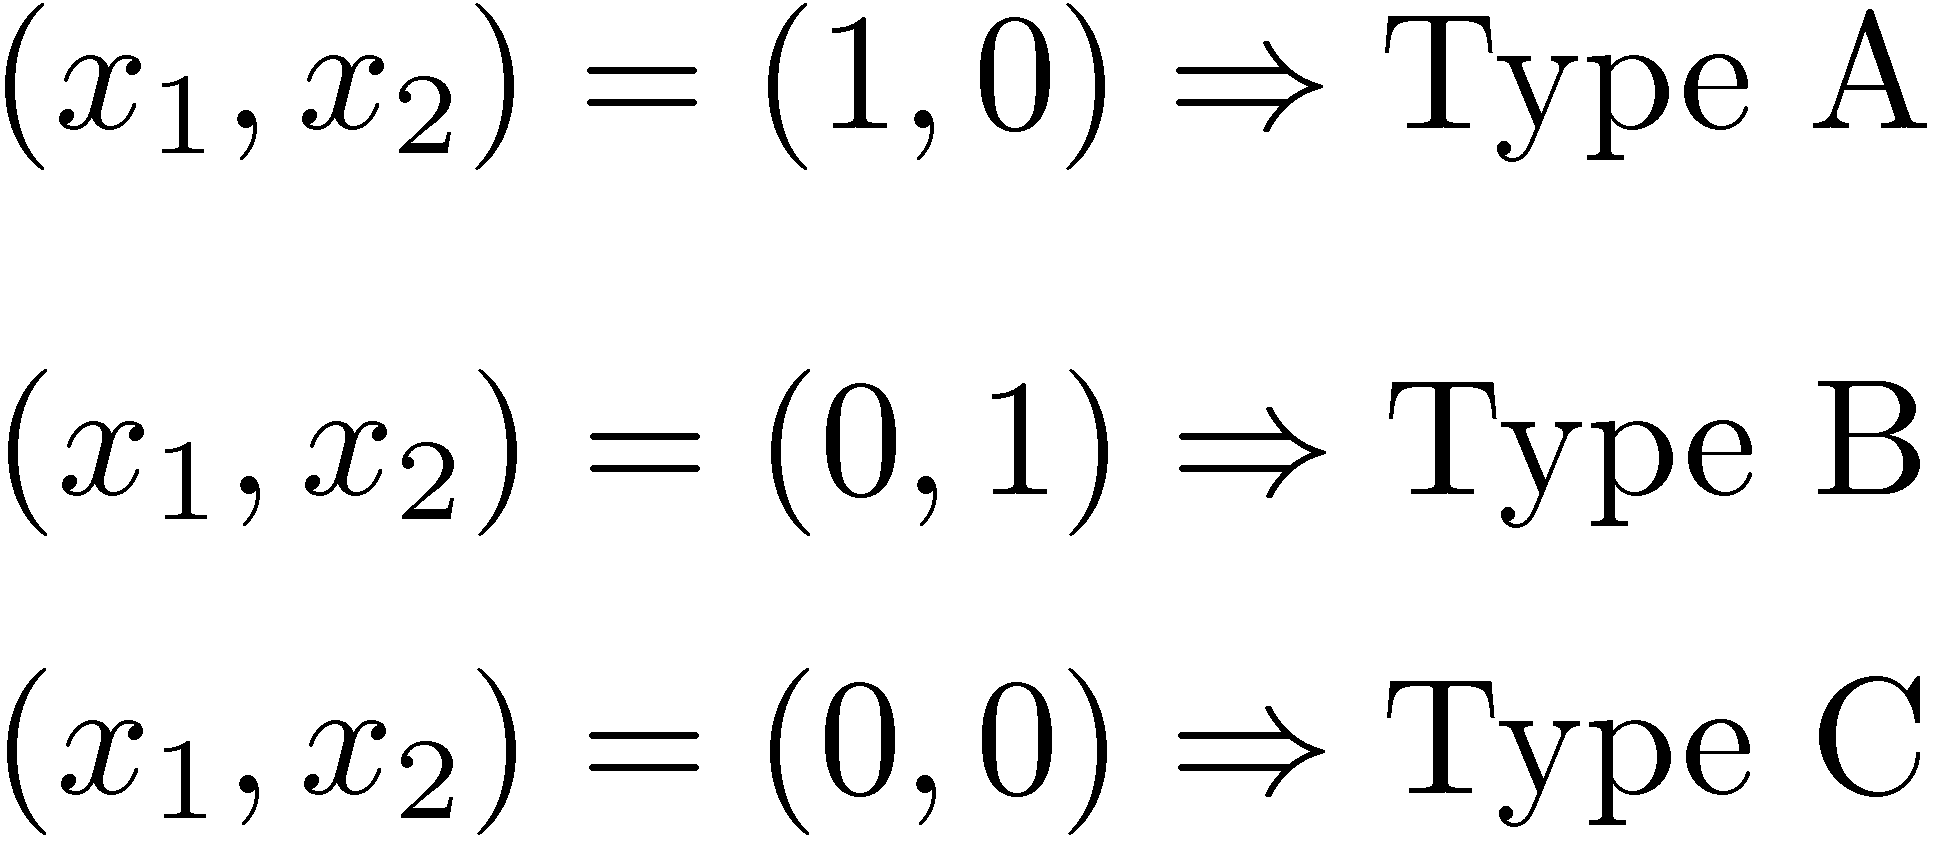 (x₁, x₂) = (1, 0) ⇒ Type A
(x₁, x₂) = (0, 1) ⇒ Type B
(x₁, x₂) = (0, 0) ⇒ Type C